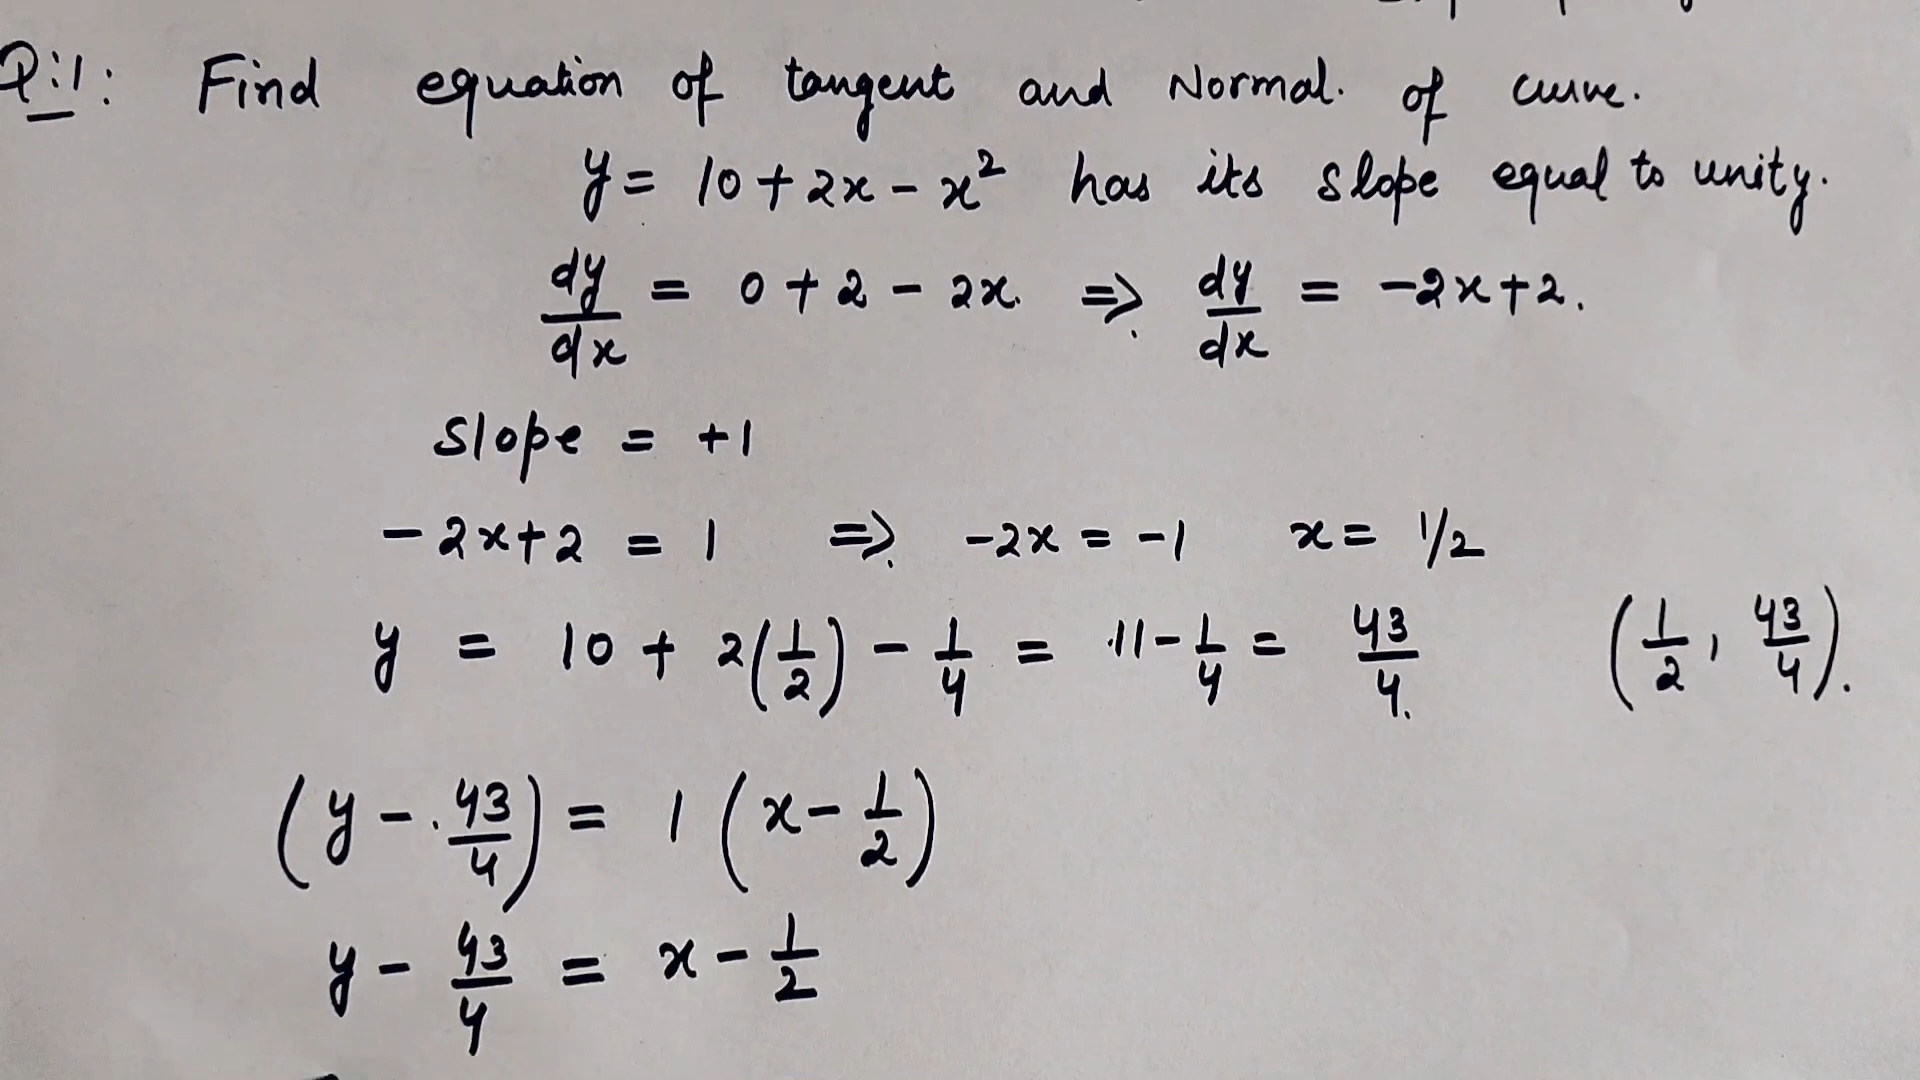 Q:1: Find equation of tangent and Normal. of curve.
y = 10 + 2x - x² has its slope equal to unity.
dy/dx = 0 + 2 - 2x. => dy/dx = -2x+2.
Slope = +1
-2x+2 = 1 => -2x = -1 x = 1/2
y = 10 + 2(1/2) - 1/4 = 11 - 1/4 = 43/4. (1/2, 43/4).
(y - 43/4) = 1 (x - 1/2)
y - 43/4 = x - 1/2